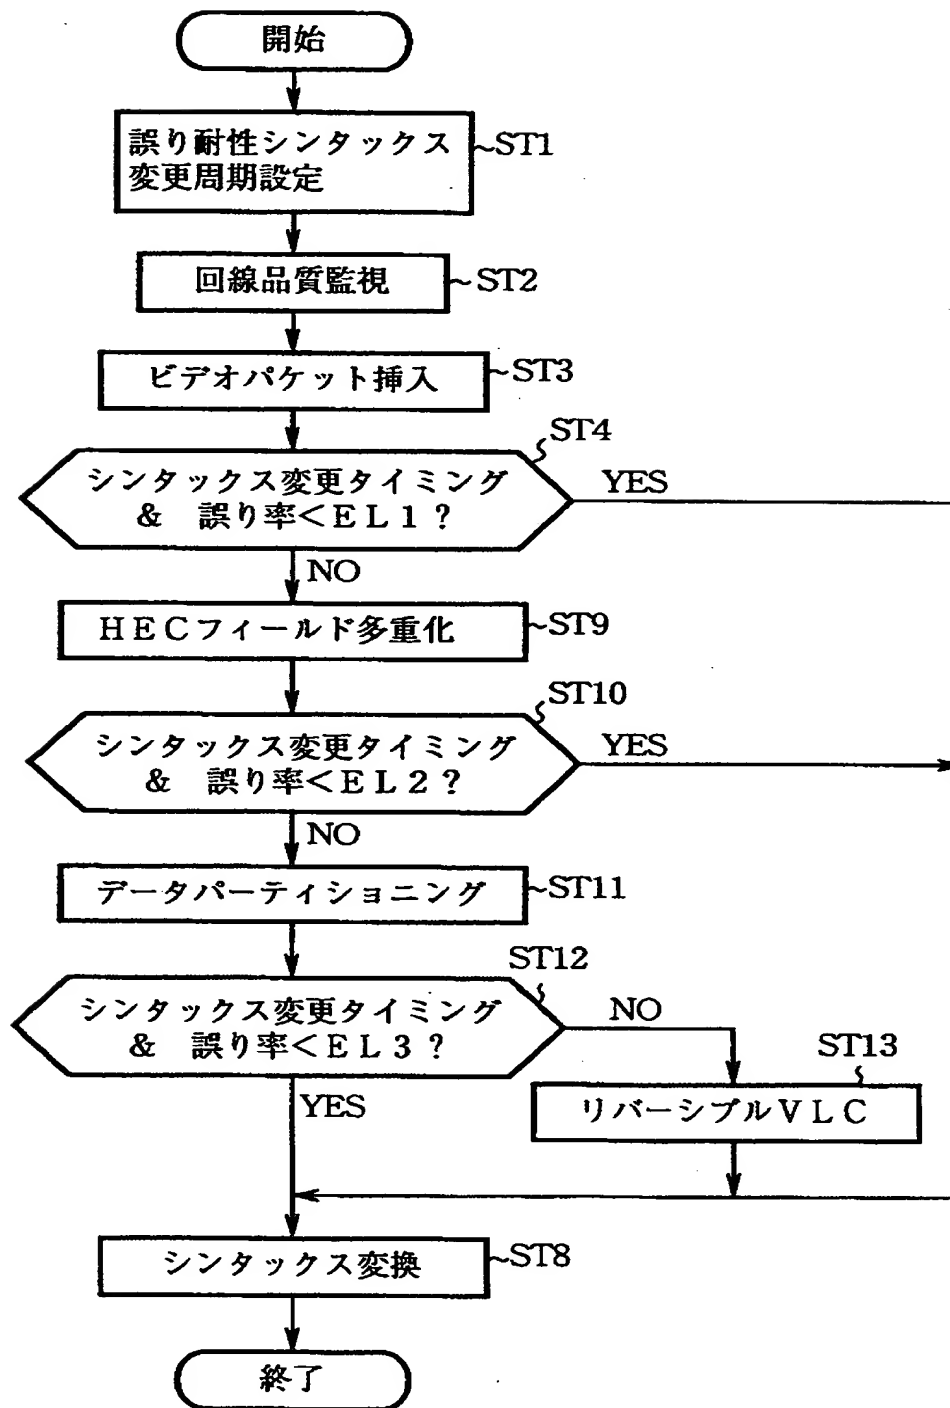 開始
誤り耐性シンタックス
変更周期設定
ST1
回線品質監視
ST2
ビデオパケット挿入
ST3
ST4
シンタックス変更タイミング
& 誤り率<EL1?
YES
NO
HECフィールド多重化
ST9
ST10
シンタックス変更タイミング
& 誤り率<EL2?
YES
NO
データパーティショニング
ST11
ST12
シンタックス変更タイミング
& 誤り率<EL3?
NO
YES
ST13
リバーシブルVLC
シンタックス変換
ST8
終了